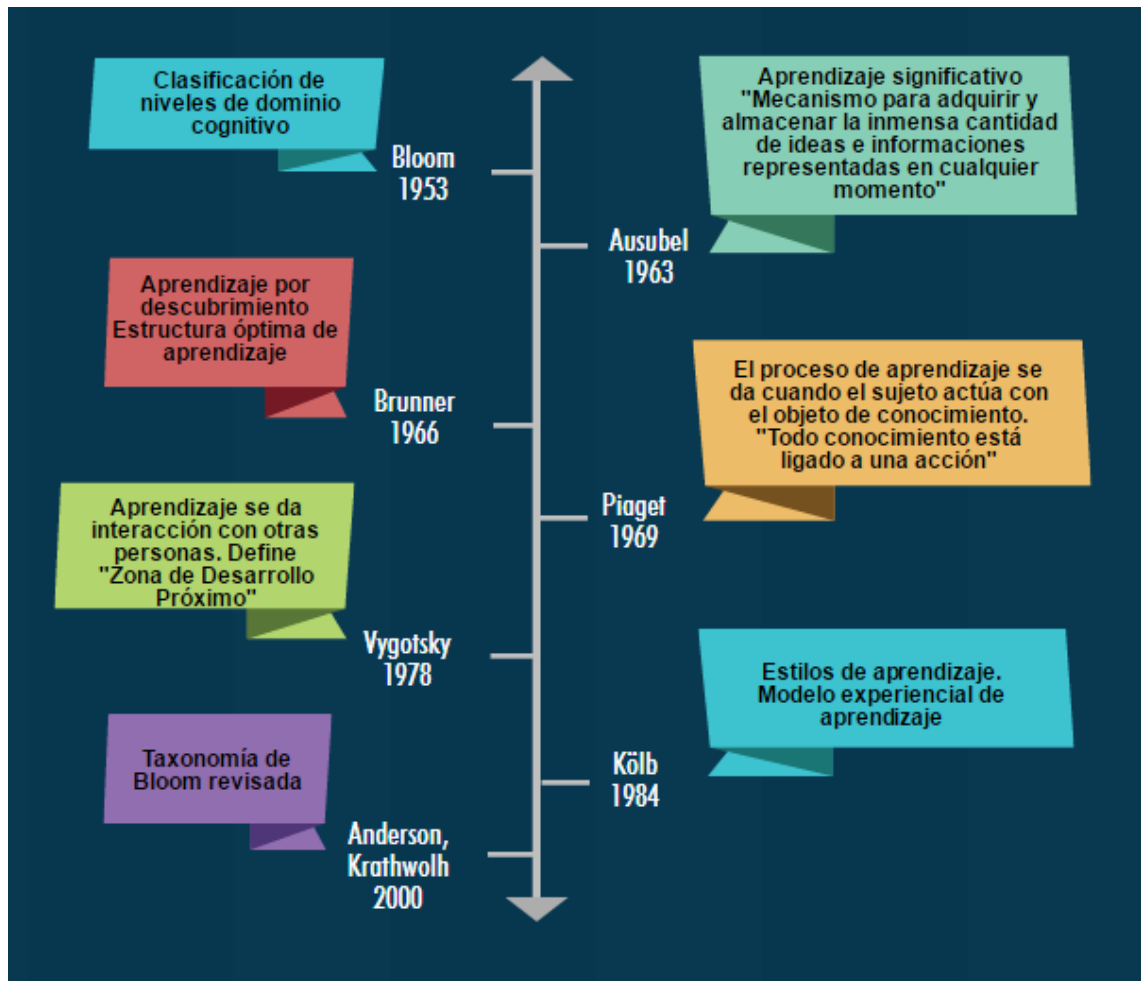 Clasificación de
niveles de dominio
cognitivo
Bloom
1953
Aprendizaje significativo
"Mecanismo para adquirir y
almacenar la inmensa cantidad
de ideas e informaciones
representadas en cualquier
momento"
Ausubel
1963
Aprendizaje por
descubrimiento
Estructura óptima de
aprendizaje
Brunner
1966
El proceso de aprendizaje se
da cuando el sujeto actúa con
el objeto de conocimiento.
"Todo conocimiento está
ligado a una acción"
Piaget
1969
Aprendizaje se da
interacción con otras
personas. Define
"Zona de Desarrollo
Próximo"
Vygotsky
1978
Estilos de aprendizaje.
Modelo experiencial de
aprendizaje
Kölb
1984
Taxonomía de
Bloom revisada
Anderson,
Krathwolh
2000